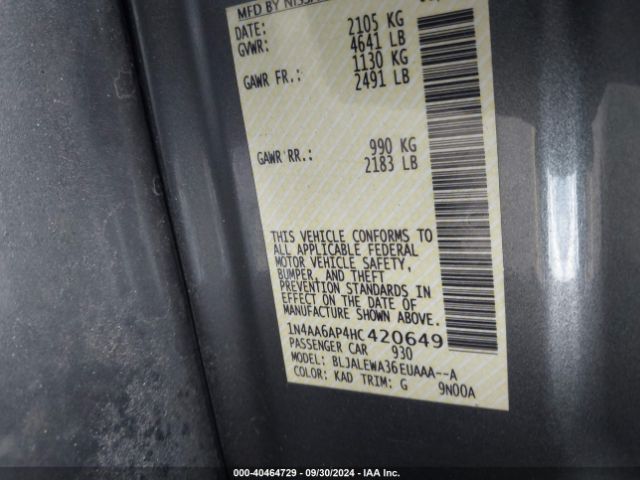 MFD BY NISSAN
DATE: 2105 KG
GVWR: 4641 LB
1130 KG
GAWR FR.: 2491 LB
990 KG
GAWR RR.: 2183 LB
THIS VEHICLE CONFORMS TO
ALL APPLICABLE FEDERAL
MOTOR VEHICLE SAFETY,
BUMPER, AND THEFT
PREVENTION STANDARDS IN
EFFECT ON THE DATE OF
MANUFACTURE SHOWN ABOVE.
1N4AA6AP4HC420649
PASSENGER CAR 930
MODEL: BLJALEWA36EUAAA--A
COLOR: KAD TRIM: G 9N00A
000-40464729 - 09/30/2024 - IAA Inc.